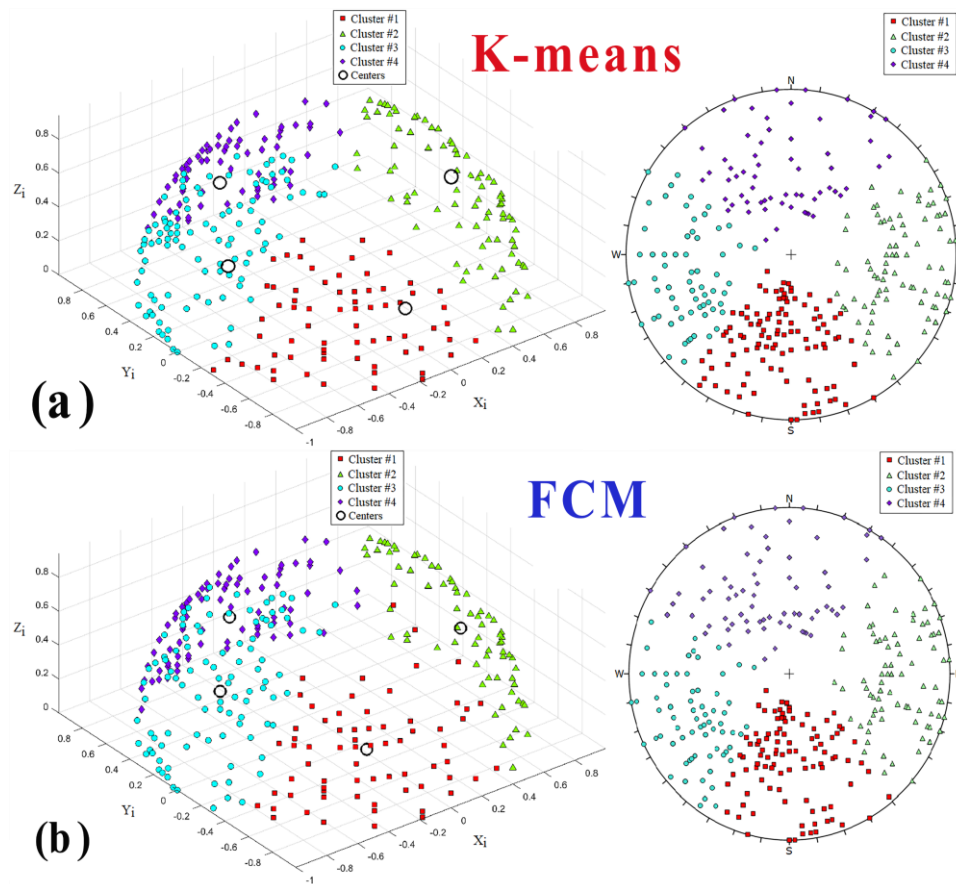 Cluster #1
Cluster #2
Cluster #3
Cluster #4
Centers
K-means
Cluster #1
Cluster #2
Cluster #3
Cluster #4
N
W
S
0.8
0.6
0.4
0.2
0
Zi
0.8
0.6
0.4
0.2
0
-0.2
-0.6
-1
Yi
-0.8
-0.6
-0.4
-0.2
0
0.2
0.4
0.6
0.8
Xi
(a)
Cluster #1
Cluster #2
Cluster #3
Cluster #4
Centers
FCM
Cluster #1
Cluster #2
Cluster #3
Cluster #4
N
W
S
0.8
0.6
0.4
0.2
0
Zi
0.8
0.6
0.4
0.2
0
-0.2
-0.4
-0.8
-1
Yi
-0.8
-0.6
-0.4
-0.2
0
0.2
0.4
0.6
0.8
Xi
(b)